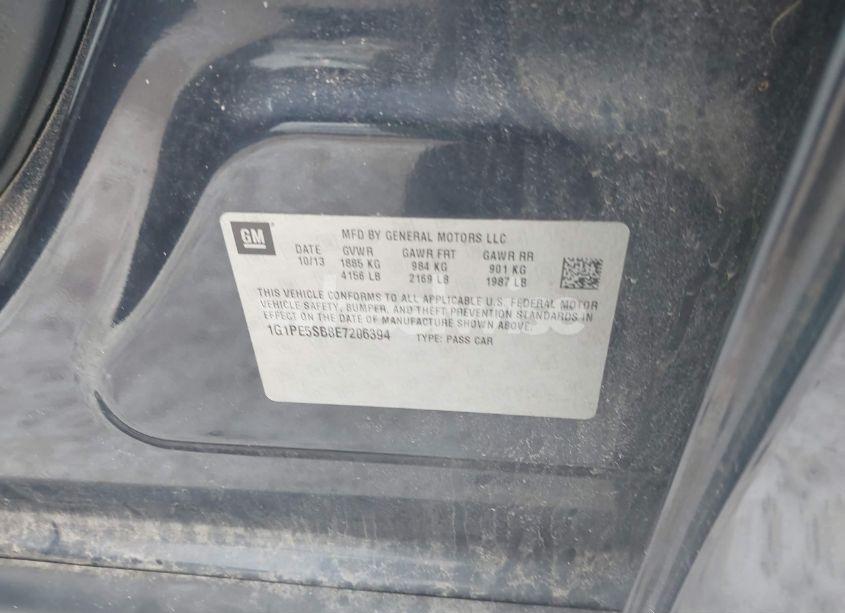 GM
MFD BY GENERAL MOTORS LLC
DATE GVWR GAWR FRT GAWR RR
10/13 1885 KG 984 KG 901 KG
4156 LB 2169 LB 1987 LB
THIS VEHICLE CONFORMS TO ALL APPLICABLE U.S. FEDERAL MOTOR
VEHICLE SAFETY, BUMPER, AND THEFT PREVENTION STANDARDS IN
EFFECT ON THE DATE OF MANUFACTURE SHOWN ABOVE.
1G1PE5SB8E7206394 TYPE: PASS CAR